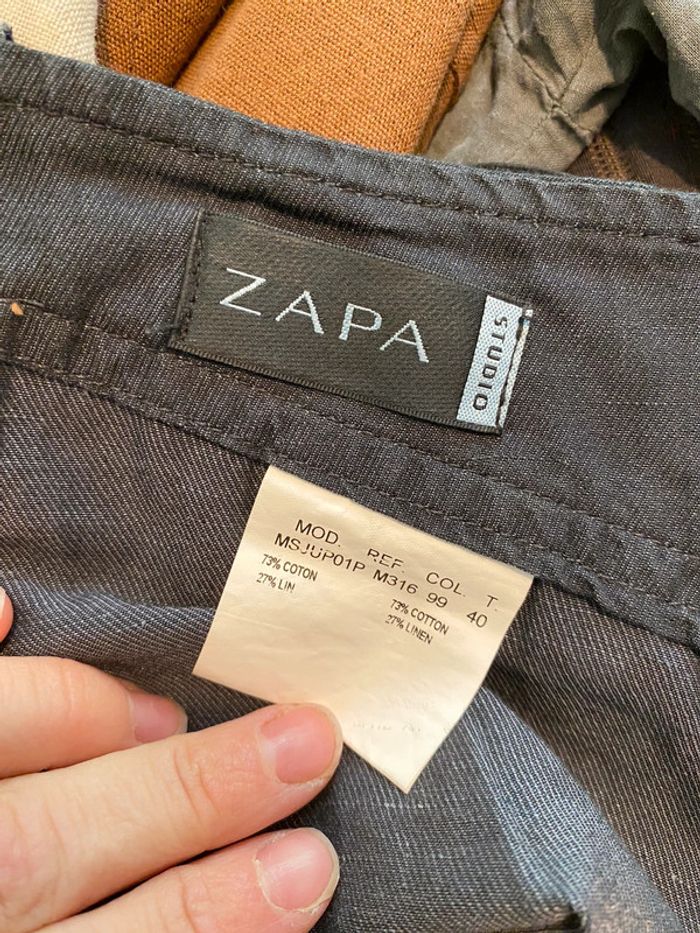 ZAPA
STUDIO
MOD. REF. COL. T.
MSJUP01P M316 99 40
73% COTON
27% LIN
73% COTTON
27% LINEN